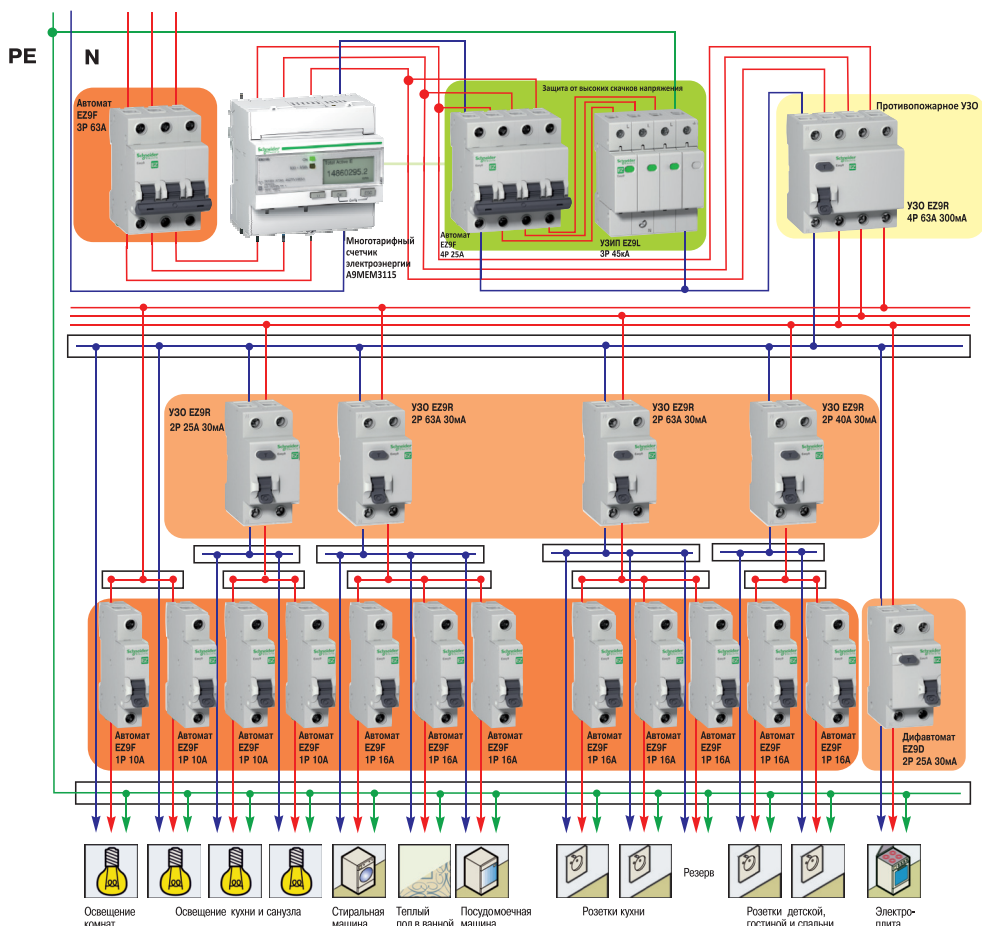 PE
N
Автомат
EZ9F
3P 63A
Schneider
14860295.2
Многотарифный
счетчик
электроэнергии
A9MEM3115
Защита от высоких скачков напряжения
Автомат
EZ9F
4P 25A
УЗИП EZ9L
3P 45кА
Противопожарное УЗО
УЗО EZ9R
4P 63A 300мА
УЗО EZ9R
2P 25A 30мА
УЗО EZ9R
2P 63A 30мА
УЗО EZ9R
2P 63A 30мА
УЗО EZ9R
2P 40A 30мА
Автомат
EZ9F
1P 10A
Автомат
EZ9F
1P 10A
Автомат
EZ9F
1P 10A
Автомат
EZ9F
1P 10A
Автомат
EZ9F
1P 16A
Автомат
EZ9F
1P 16A
Автомат
EZ9F
1P 16A
Автомат
EZ9F
1P 16A
Автомат
EZ9F
1P 16A
Автомат
EZ9F
1P 16A
Автомат
EZ9F
1P 16A
Автомат
EZ9F
1P 16A
Дифавтомат
EZ9D
2P 25A 30мА
Освещение
комнат
Освещение кухни и санузла
Стиральная
машина
Теплый
пол в ванной
Посудомоечная
машина
Розетки кухни
Резерв
Розетки детской,
гостиной и спальни
Электро-
плита